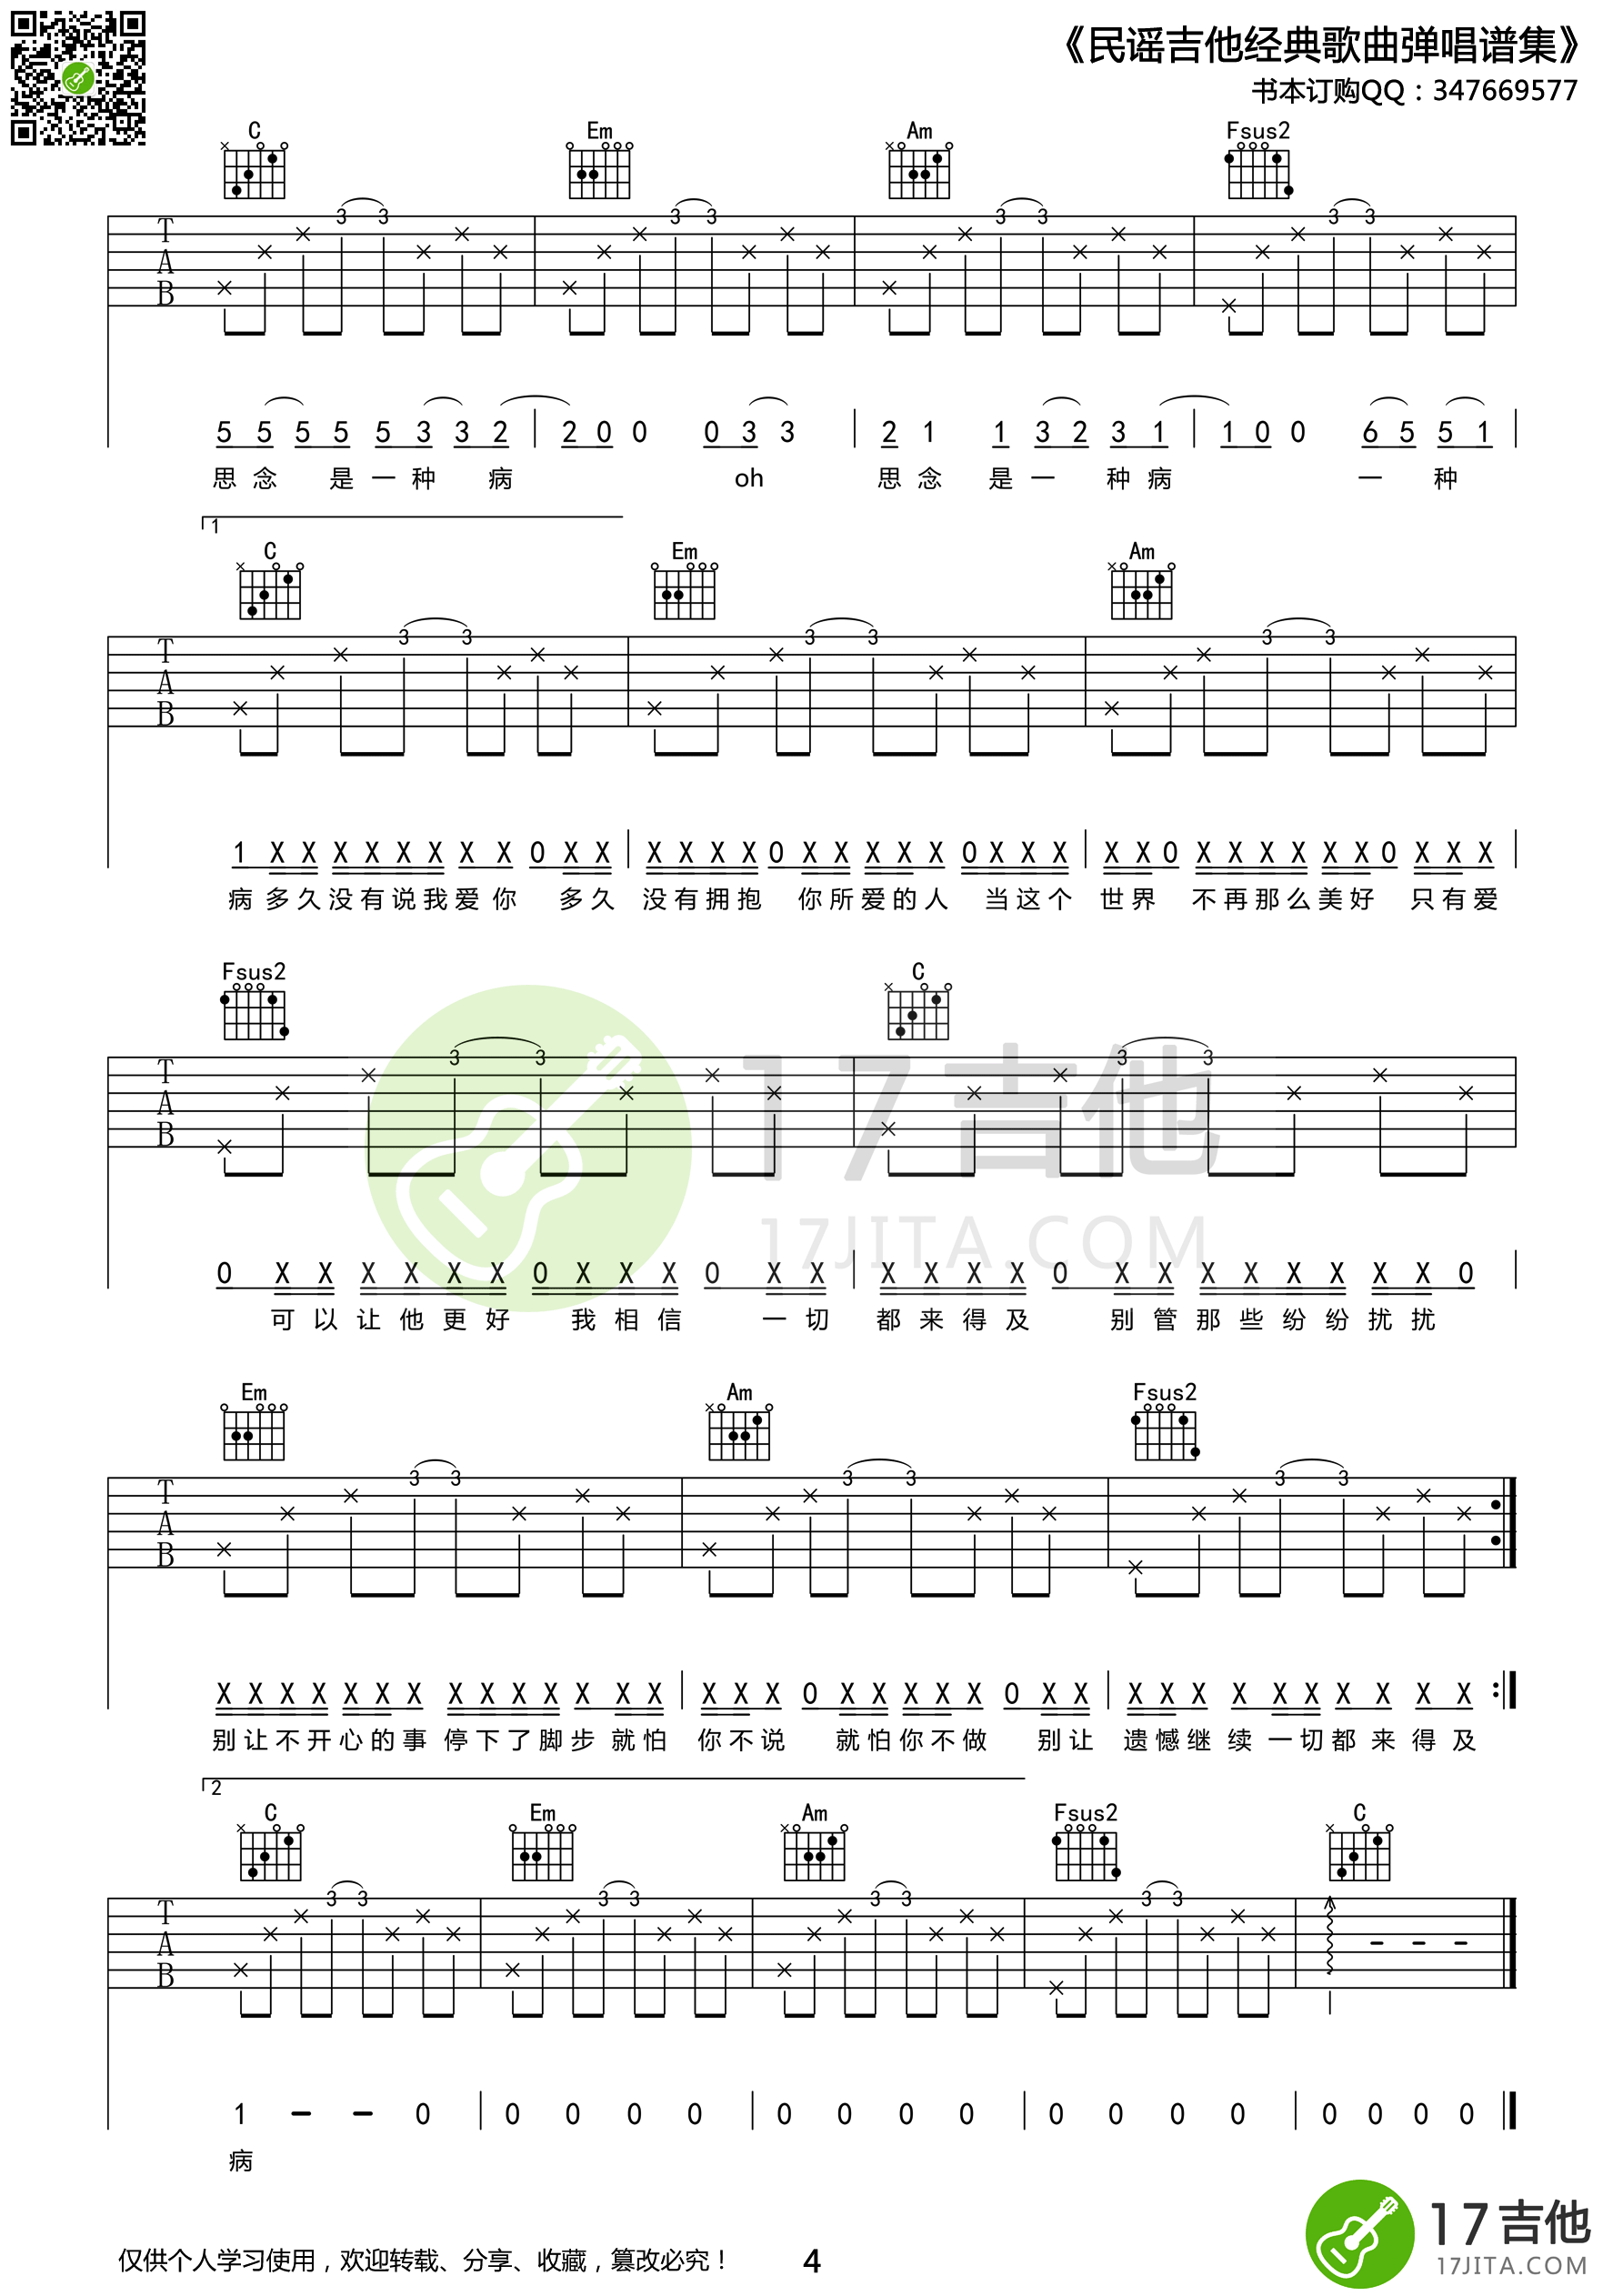 《民谣吉他经典歌曲弹唱谱集》
书本订购QQ：347669577
C Em Am Fsus2
3 3 3 3 3 3 3 3
T A B
5 5 5 5 5 3 3 2 2 0 0 0 3 3 2 1 1 3 2 3 1 1 0 0 6 5 5 1
思 念 是 一 种 病 oh 思 念 是 一 种 病 一 种
1
C Em Am
3 3 3 3 3 3
T A B
1 X X X X X X X X 0 X X X X X X 0 X X X X X 0 X X X X X 0 X X X X X X 0 X X X
病 多 久 没 有 说 我 爱 你 多 久 没 有 拥 抱 你 所 爱 的 人 当 这 个 世 界 不 再 那 么 美 好 只 有 爱
Fsus2 C
3 3 3 3
T A B
17吉他
17JITA.COM
0 X X X X X X 0 X X X 0 X X X X X X 0 X X X X X X X X 0
可 以 让 他 更 好 我 相 信 一 切 都 来 得 及 别 管 那 些 纷 纷 扰 扰
Em Am Fsus2
3 3 3 3 3 3
T A B
X X X X X X X X X X X X X X X X X 0 X X X X X 0 X X X X X X X X X X X X
别 让 不 开 心 的 事 停 下 了 脚 步 就 怕 你 不 说 就 怕 你 不 做 别 让 遗 憾 继 续 一 切 都 来 得 及
2
C Em Am Fsus2 C
3 3 3 3 3 3 3 3
T A B
1 - - 0 0 0 0 0 0 0 0 0 0 0 0 0 0 0 0 0
病
仅供个人学习使用，欢迎转载、分享、收藏，篡改必究！ 4
17吉他
17JITA.COM